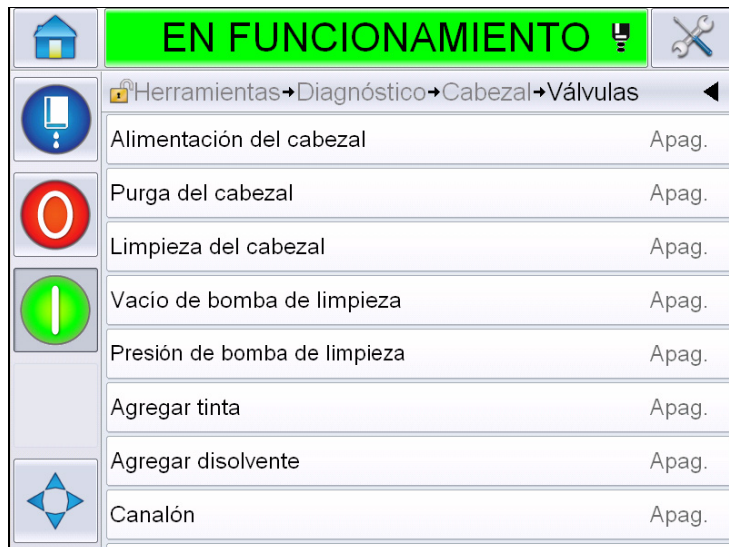 EN FUNCIONAMIENTO
Herramientas→Diagnóstico→Cabezal→Válvulas
Alimentación del cabezal Apag.
Purga del cabezal Apag.
Limpieza del cabezal Apag.
Vacío de bomba de limpieza Apag.
Presión de bomba de limpieza Apag.
Agregar tinta Apag.
Agregar disolvente Apag.
Canalón Apag.